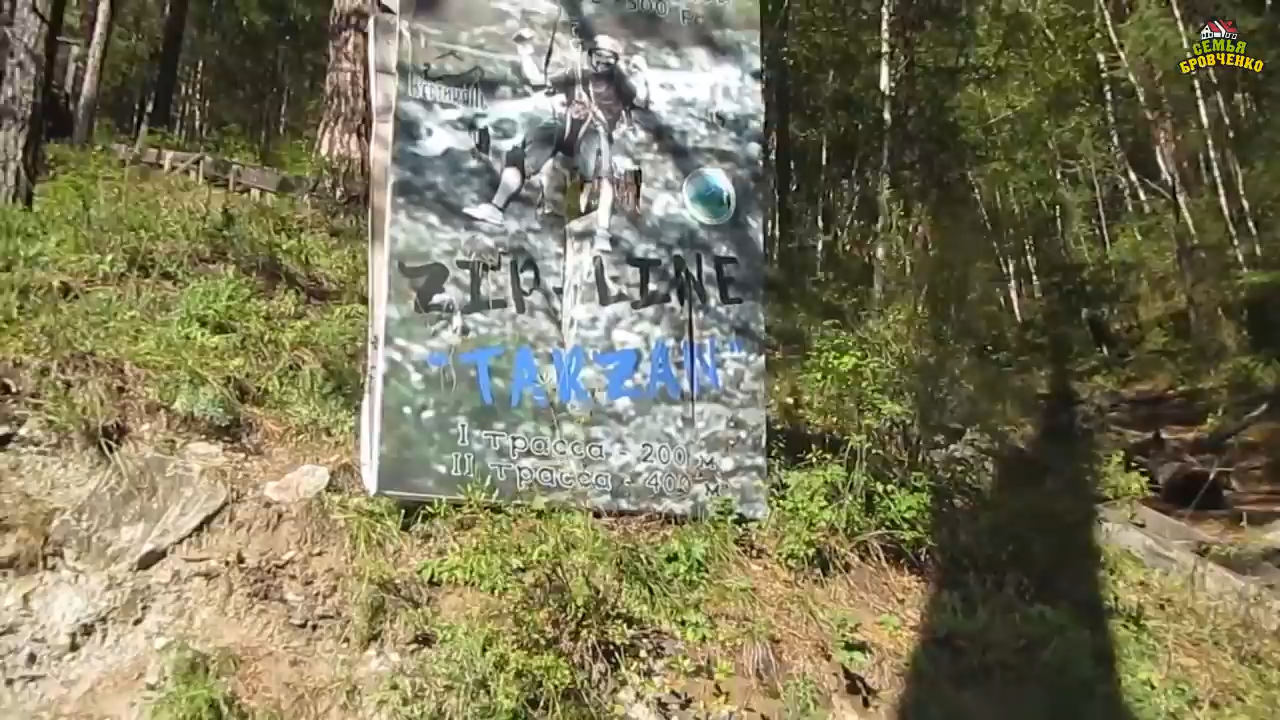 СЕМЬЯ
БРОВЧЕНКО
ZIP-LINE
"TARZAN"
I трасса - 200 м
II трасса - 400 м